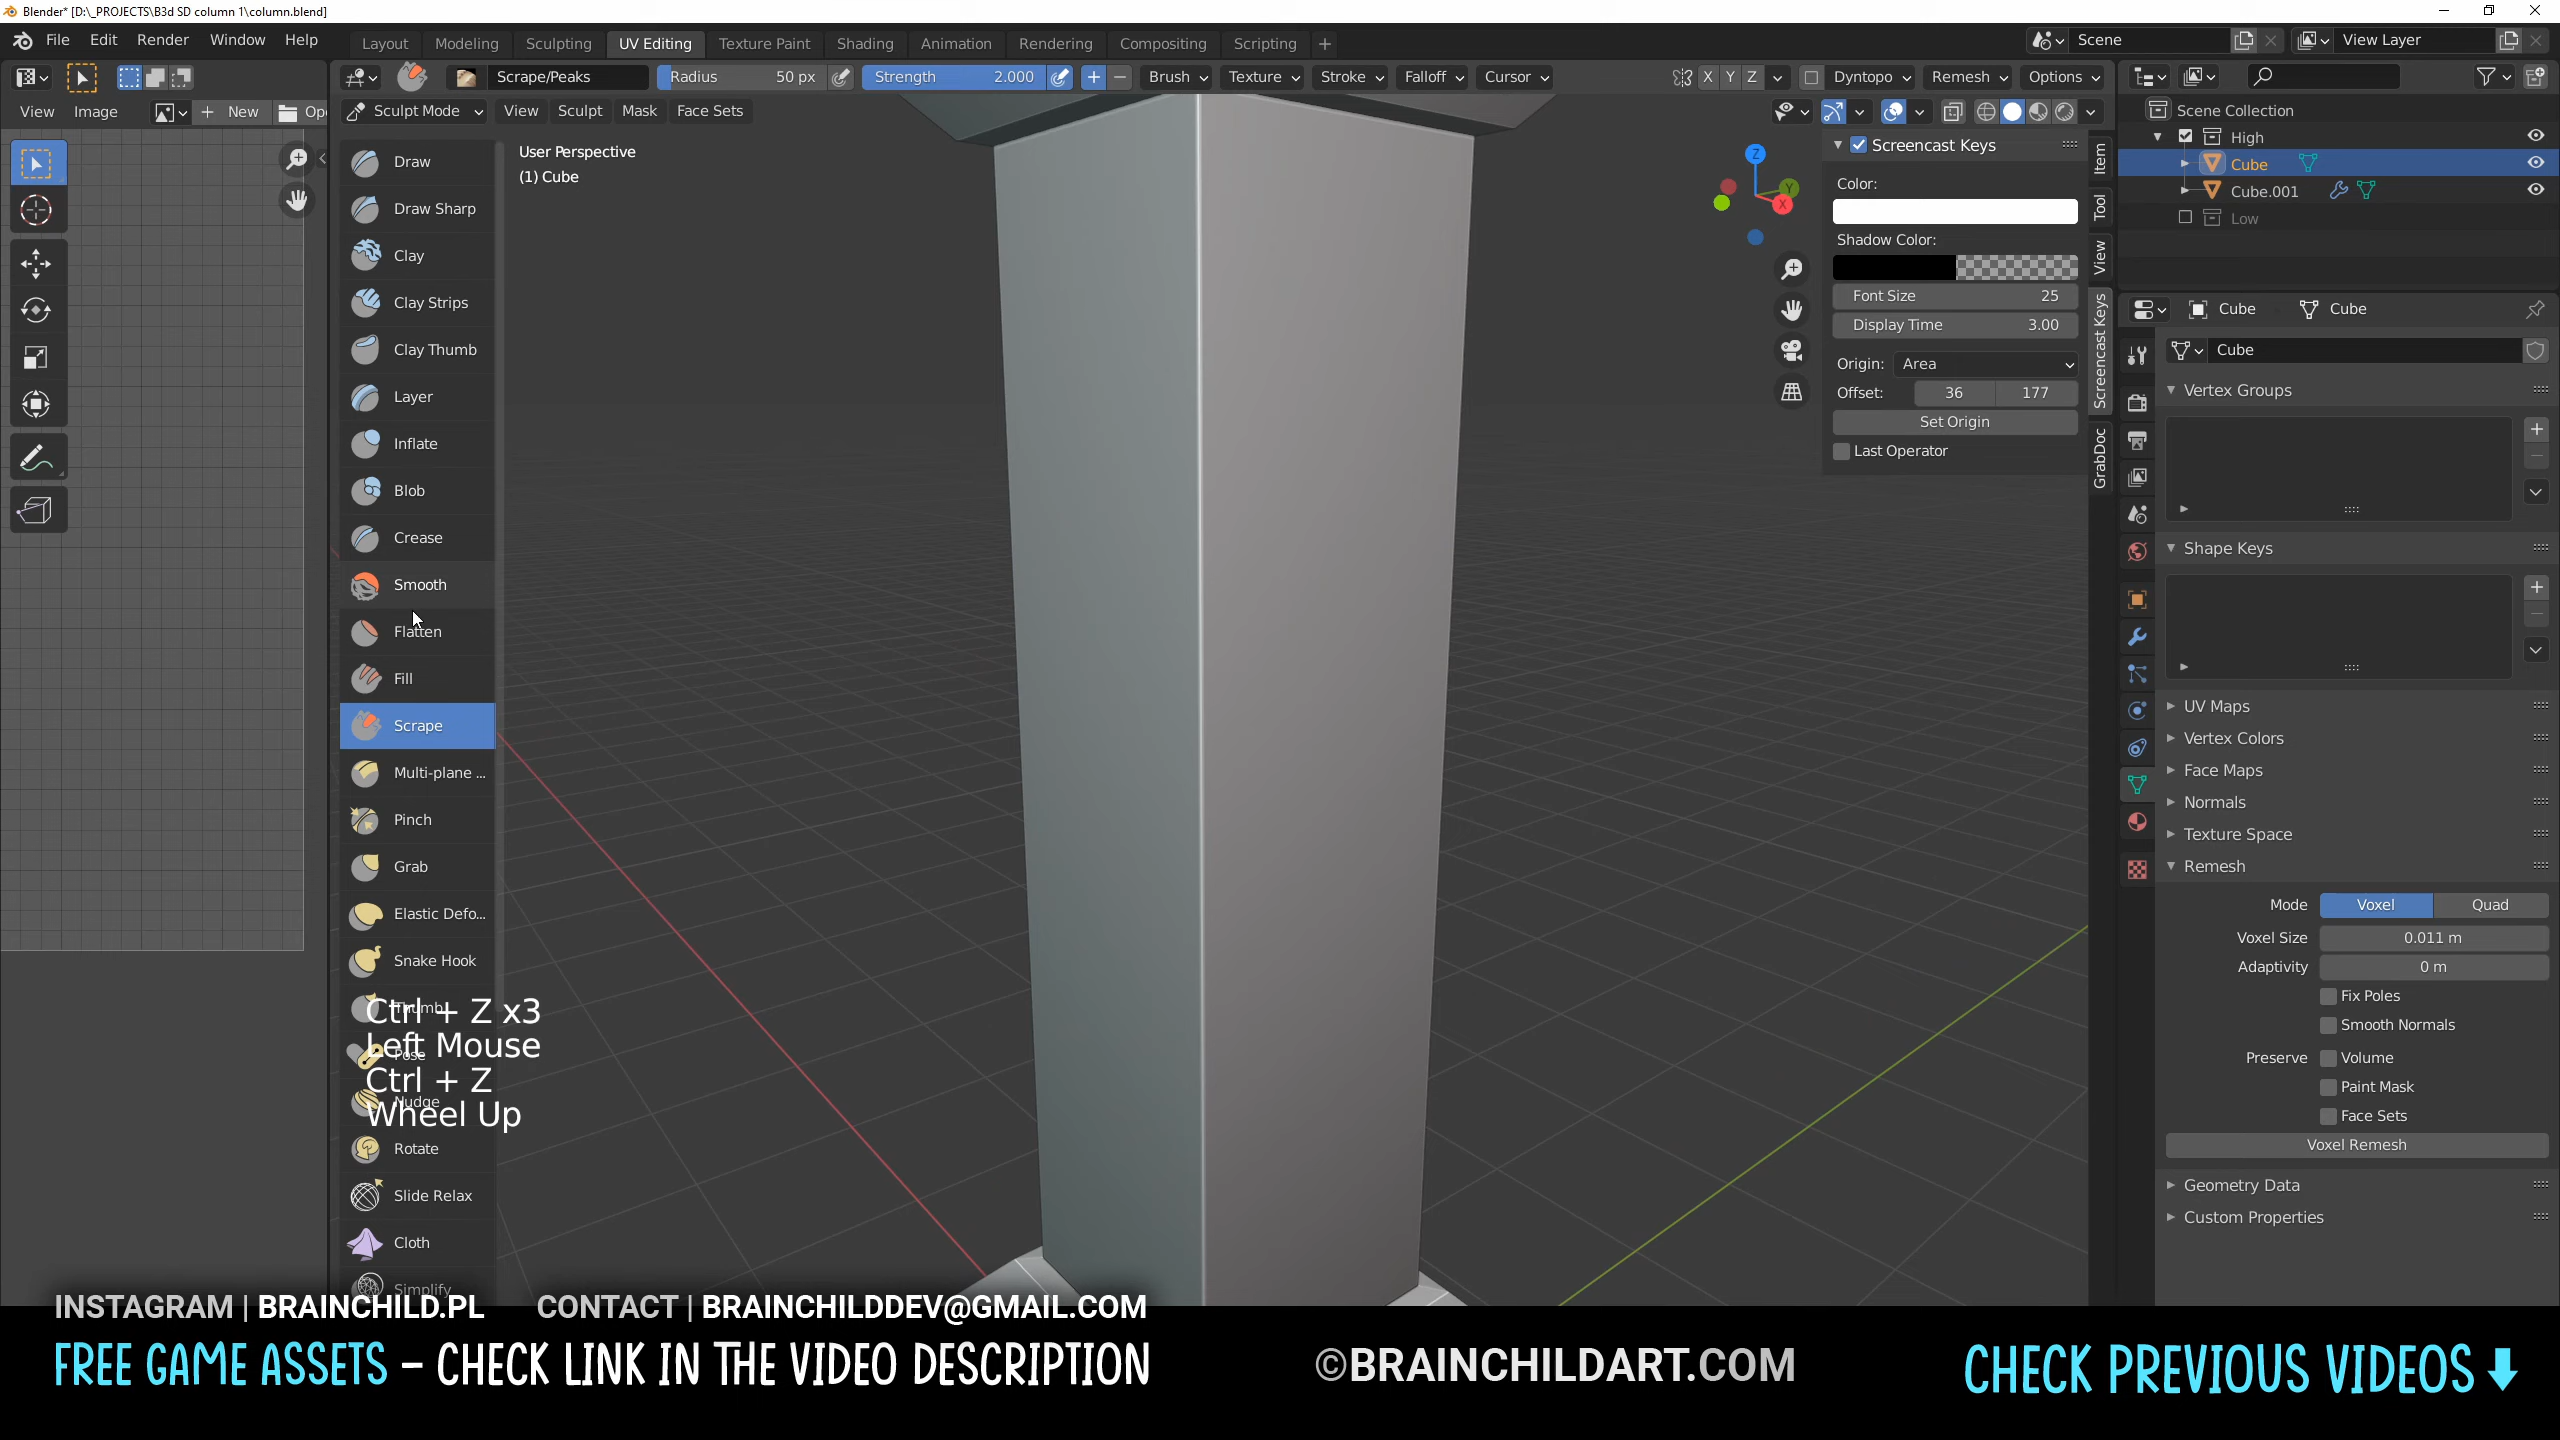 Blender* [D:\_PROJECTS\B3d SD column 1\column.blend]
File Edit Render Window Help
Layout Modeling Sculpting UV Editing Texture Paint Shading Animation Rendering Compositing Scripting +
Scene
View Layer
Scrape/Peaks
Radius 50 px
Strength 2.000
Brush Texture Stroke Falloff Cursor
X Y Z
Dyntopo Remesh Options
View Image
New
Op
Sculpt Mode View Sculpt Mask Face Sets
User Perspective
(1) Cube
Draw
Draw Sharp
Clay
Clay Strips
Clay Thumb
Layer
Inflate
Blob
Crease
Smooth
Flatten
Fill
Scrape
Multi-plane ...
Pinch
Grab
Elastic Defo...
Snake Hook
Thumb
Pose
Nudge
Rotate
Slide Relax
Cloth
Simplify
Ctrl + Z x3
Left Mouse
Ctrl + Z
Wheel Up
Z
Y
X
Screencast Keys
Color:
Shadow Color:
Font Size 25
Display Time 3.00
Origin: Area
Offset: 36 177
Set Origin
Last Operator
Item
Tool
View
Screencast Keys
GrabDoc
Scene Collection
High
Cube
Cube.001
Low
Cube Cube
Cube
Vertex Groups
Shape Keys
UV Maps
Vertex Colors
Face Maps
Normals
Texture Space
Remesh
Mode Voxel Quad
Voxel Size 0.011 m
Adaptivity 0 m
Fix Poles
Smooth Normals
Preserve Volume
Paint Mask
Face Sets
Voxel Remesh
Geometry Data
Custom Properties
INSTAGRAM | BRAINCHILD.PL CONTACT | BRAINCHILDDEV@GMAIL.COM
FREE GAME ASSETS – CHECK LINK IN THE VIDEO DESCRIPTION
©BRAINCHILDART.COM
CHECK PREVIOUS VIDEOS